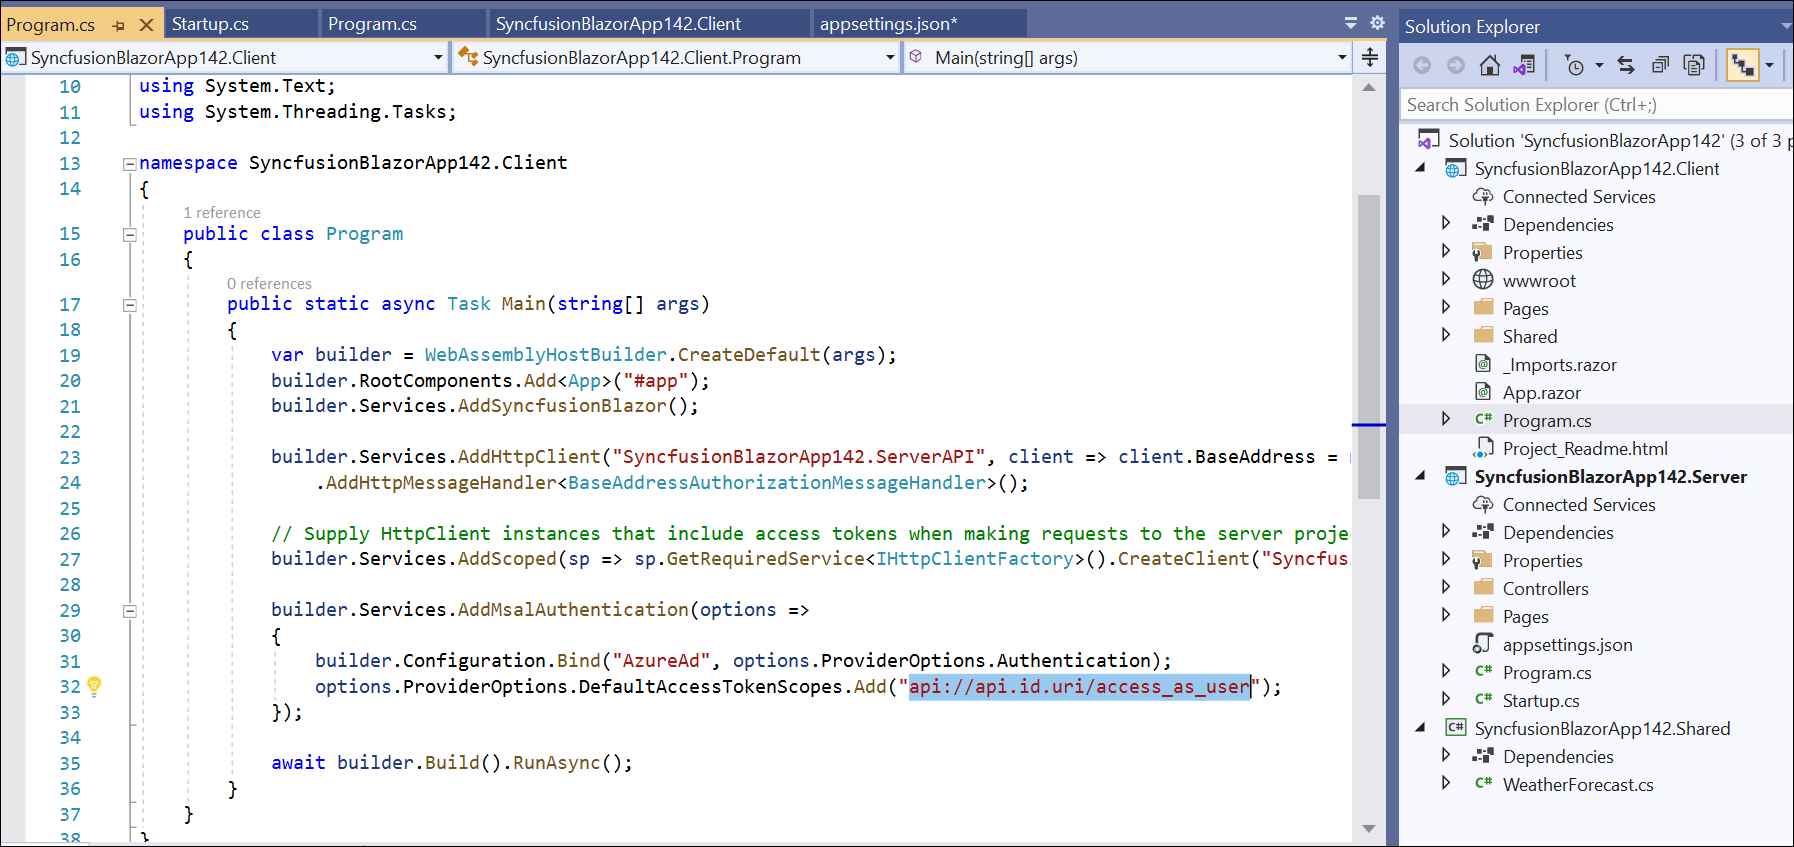 Program.cs
Startup.cs
Program.cs
SyncfusionBlazorApp142.Client
appsettings.json*
SyncfusionBlazorApp142.Client
SyncfusionBlazorApp142.Client.Program
Main(string[] args)
10 using System.Text;
11 using System.Threading.Tasks;
12
13 namespace SyncfusionBlazorApp142.Client
14 {
1 reference
15 public class Program
16 {
0 references
17 public static async Task Main(string[] args)
18 {
19 var builder = WebAssemblyHostBuilder.CreateDefault(args);
20 builder.RootComponents.Add<App>("#app");
21 builder.Services.AddSyncfusionBlazor();
22
23 builder.Services.AddHttpClient("SyncfusionBlazorApp142.ServerAPI", client => client.BaseAddress =
24 .AddHttpMessageHandler<BaseAddressAuthorizationMessageHandler>();
25
26 // Supply HttpClient instances that include access tokens when making requests to the server proje
27 builder.Services.AddScoped(sp => sp.GetRequiredService<IHttpClientFactory>().CreateClient("Syncfus
28
29 builder.Services.AddMsalAuthentication(options =>
30 {
31 builder.Configuration.Bind("AzureAd", options.ProviderOptions.Authentication);
32 options.ProviderOptions.DefaultAccessTokenScopes.Add("api://api.id.uri/access_as_user");
33 });
34
35 await builder.Build().RunAsync();
36 }
37 }
38 }
Solution Explorer
Search Solution Explorer (Ctrl+;)
Solution 'SyncfusionBlazorApp142' (3 of 3 p
SyncfusionBlazorApp142.Client
Connected Services
Dependencies
Properties
wwwroot
Pages
Shared
_Imports.razor
App.razor
C# Program.cs
Project_Readme.html
SyncfusionBlazorApp142.Server
Connected Services
Dependencies
Properties
Controllers
Pages
appsettings.json
C# Program.cs
C# Startup.cs
C# SyncfusionBlazorApp142.Shared
Dependencies
C# WeatherForecast.cs